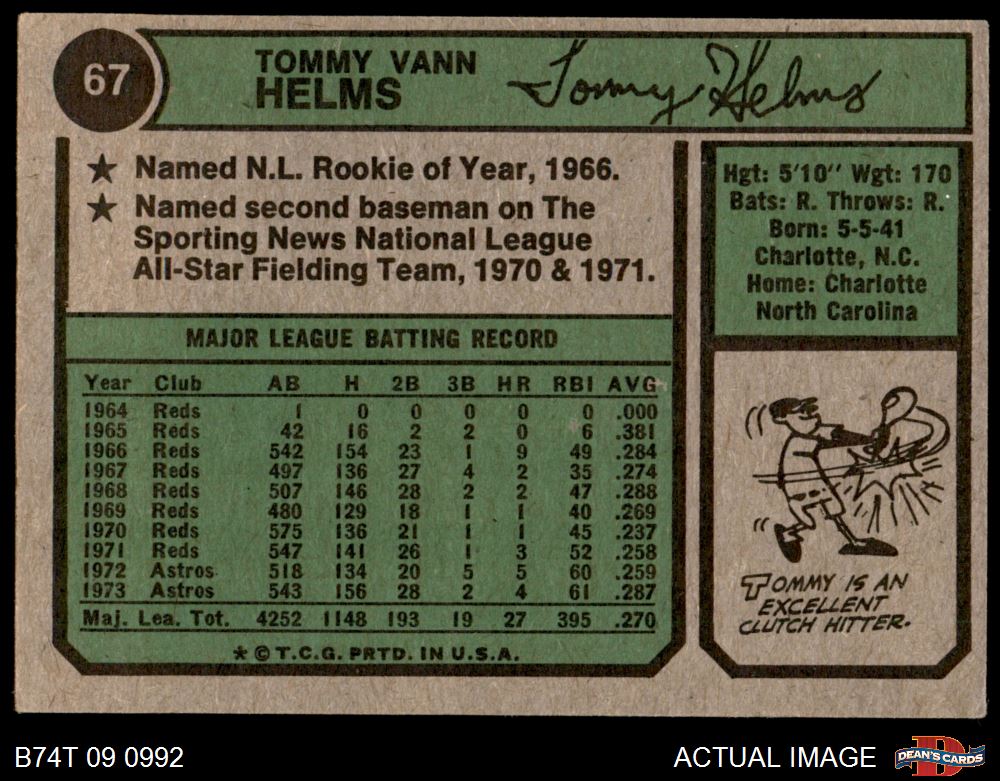 67
TOMMY VANN
HELMS
Tommy Helms
★ Named N.L. Rookie of Year, 1966.
★ Named second baseman on The
Sporting News National League
All-Star Fielding Team, 1970 & 1971.
Hgt: 5'10" Wgt: 170
Bats: R. Throws: R.
Born: 5-5-41
Charlotte, N.C.
Home: Charlotte
North Carolina
MAJOR LEAGUE BATTING RECORD
Year Club AB H 2B 3B HR RBI AVG
1964 Reds 1 0 0 0 0 0 .000
1965 Reds 42 16 2 2 0 6 .381
1966 Reds 542 154 23 1 9 49 .284
1967 Reds 497 136 27 4 2 35 .274
1968 Reds 507 146 28 2 2 47 .288
1969 Reds 480 129 18 1 1 40 .269
1970 Reds 575 136 21 1 1 45 .237
1971 Reds 547 141 26 1 3 52 .258
1972 Astros 518 134 20 5 5 60 .259
1973 Astros 543 156 28 2 4 61 .287
Maj. Lea. Tot. 4252 1148 193 19 27 395 .270
* © T.C.G. PRTD. IN U.S.A.
TOMMY IS AN
EXCELLENT
CLUTCH HITTER.
B74T 09 0992
ACTUAL IMAGE
D
DEAN'S CARDS